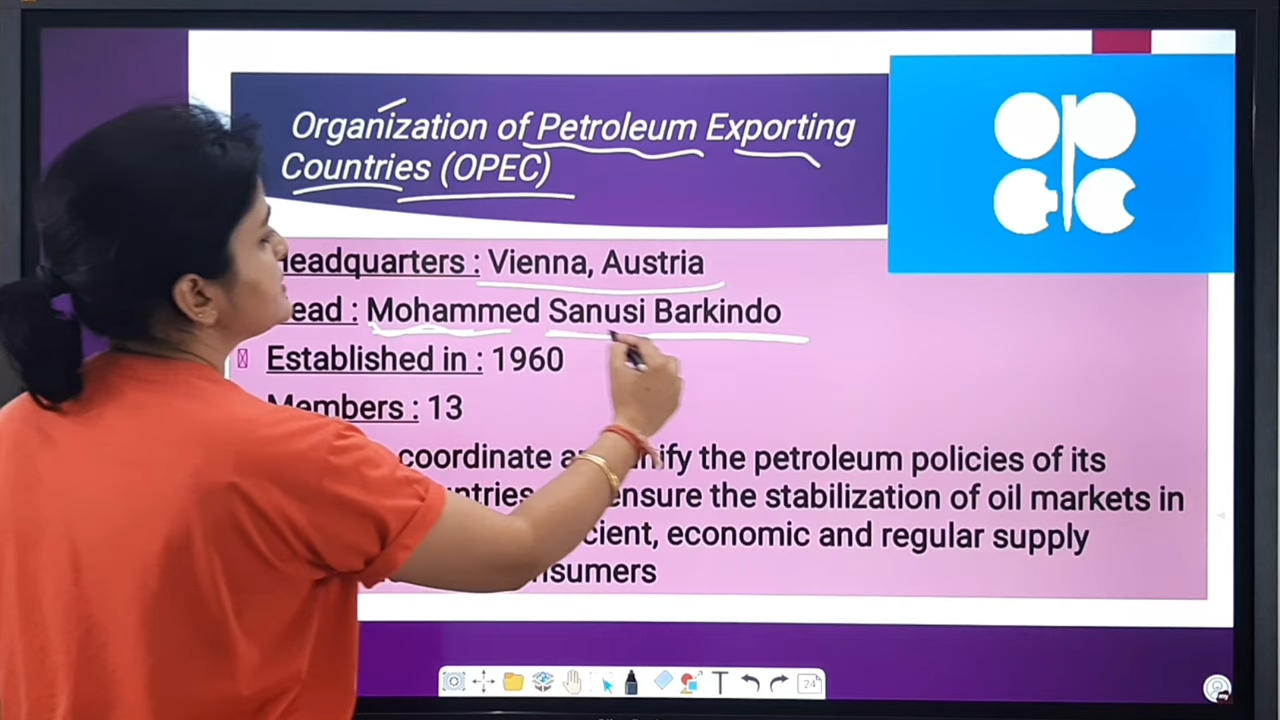 Organization of Petroleum Exporting
Countries (OPEC)
eadquarters : Vienna, Austria
ead : Mohammed Sanusi Barkindo
Established in : 1960
Members : 13
coordinate a nify the petroleum policies of its
ntries ensure the stabilization of oil markets in
cient, economic and regular supply
nsumers
T
24
my